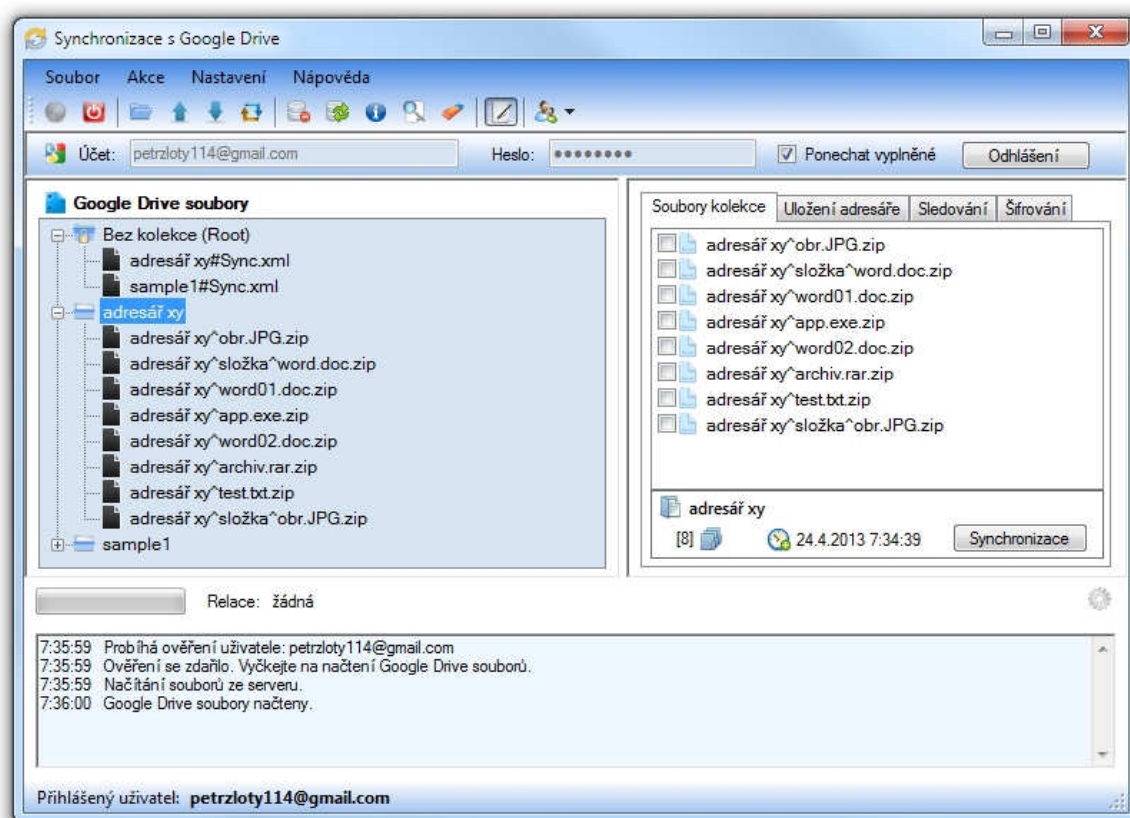 Synchronizace s Google Drive
Soubor Akce Nastavení Nápověda
Účet: petrzloty114@gmail.com Heslo: ●●●●●●●● Ponechat vyplněné Odhlášení
Google Drive soubory
Bez kolekce (Root)
adresář xy#Sync.xml
sample1#Sync.xml
adresář xy
adresář xy^obr.JPG.zip
adresář xy^složka^word.doc.zip
adresář xy^word01.doc.zip
adresář xy^app.exe.zip
adresář xy^word02.doc.zip
adresář xy^archiv.rar.zip
adresář xy^test.txt.zip
adresář xy^složka^obr.JPG.zip
sample1
Soubory kolekce Uložení adresáře Sledování Šifrování
adresář xy^obr.JPG.zip
adresář xy^složka^word.doc.zip
adresář xy^word01.doc.zip
adresář xy^app.exe.zip
adresář xy^word02.doc.zip
adresář xy^archiv.rar.zip
adresář xy^test.txt.zip
adresář xy^složka^obr.JPG.zip
adresář xy
[8] 24.4.2013 7:34:39 Synchronizace
Relace: žádná
7:35:59 Probíhá ověření uživatele: petrzloty114@gmail.com
7:35:59 Ověření se zdařilo. Vyčkejte na načtení Google Drive souborů.
7:35:59 Načítání souborů ze serveru.
7:36:00 Google Drive soubory načteny.
Přihlášený uživatel: petrzloty114@gmail.com